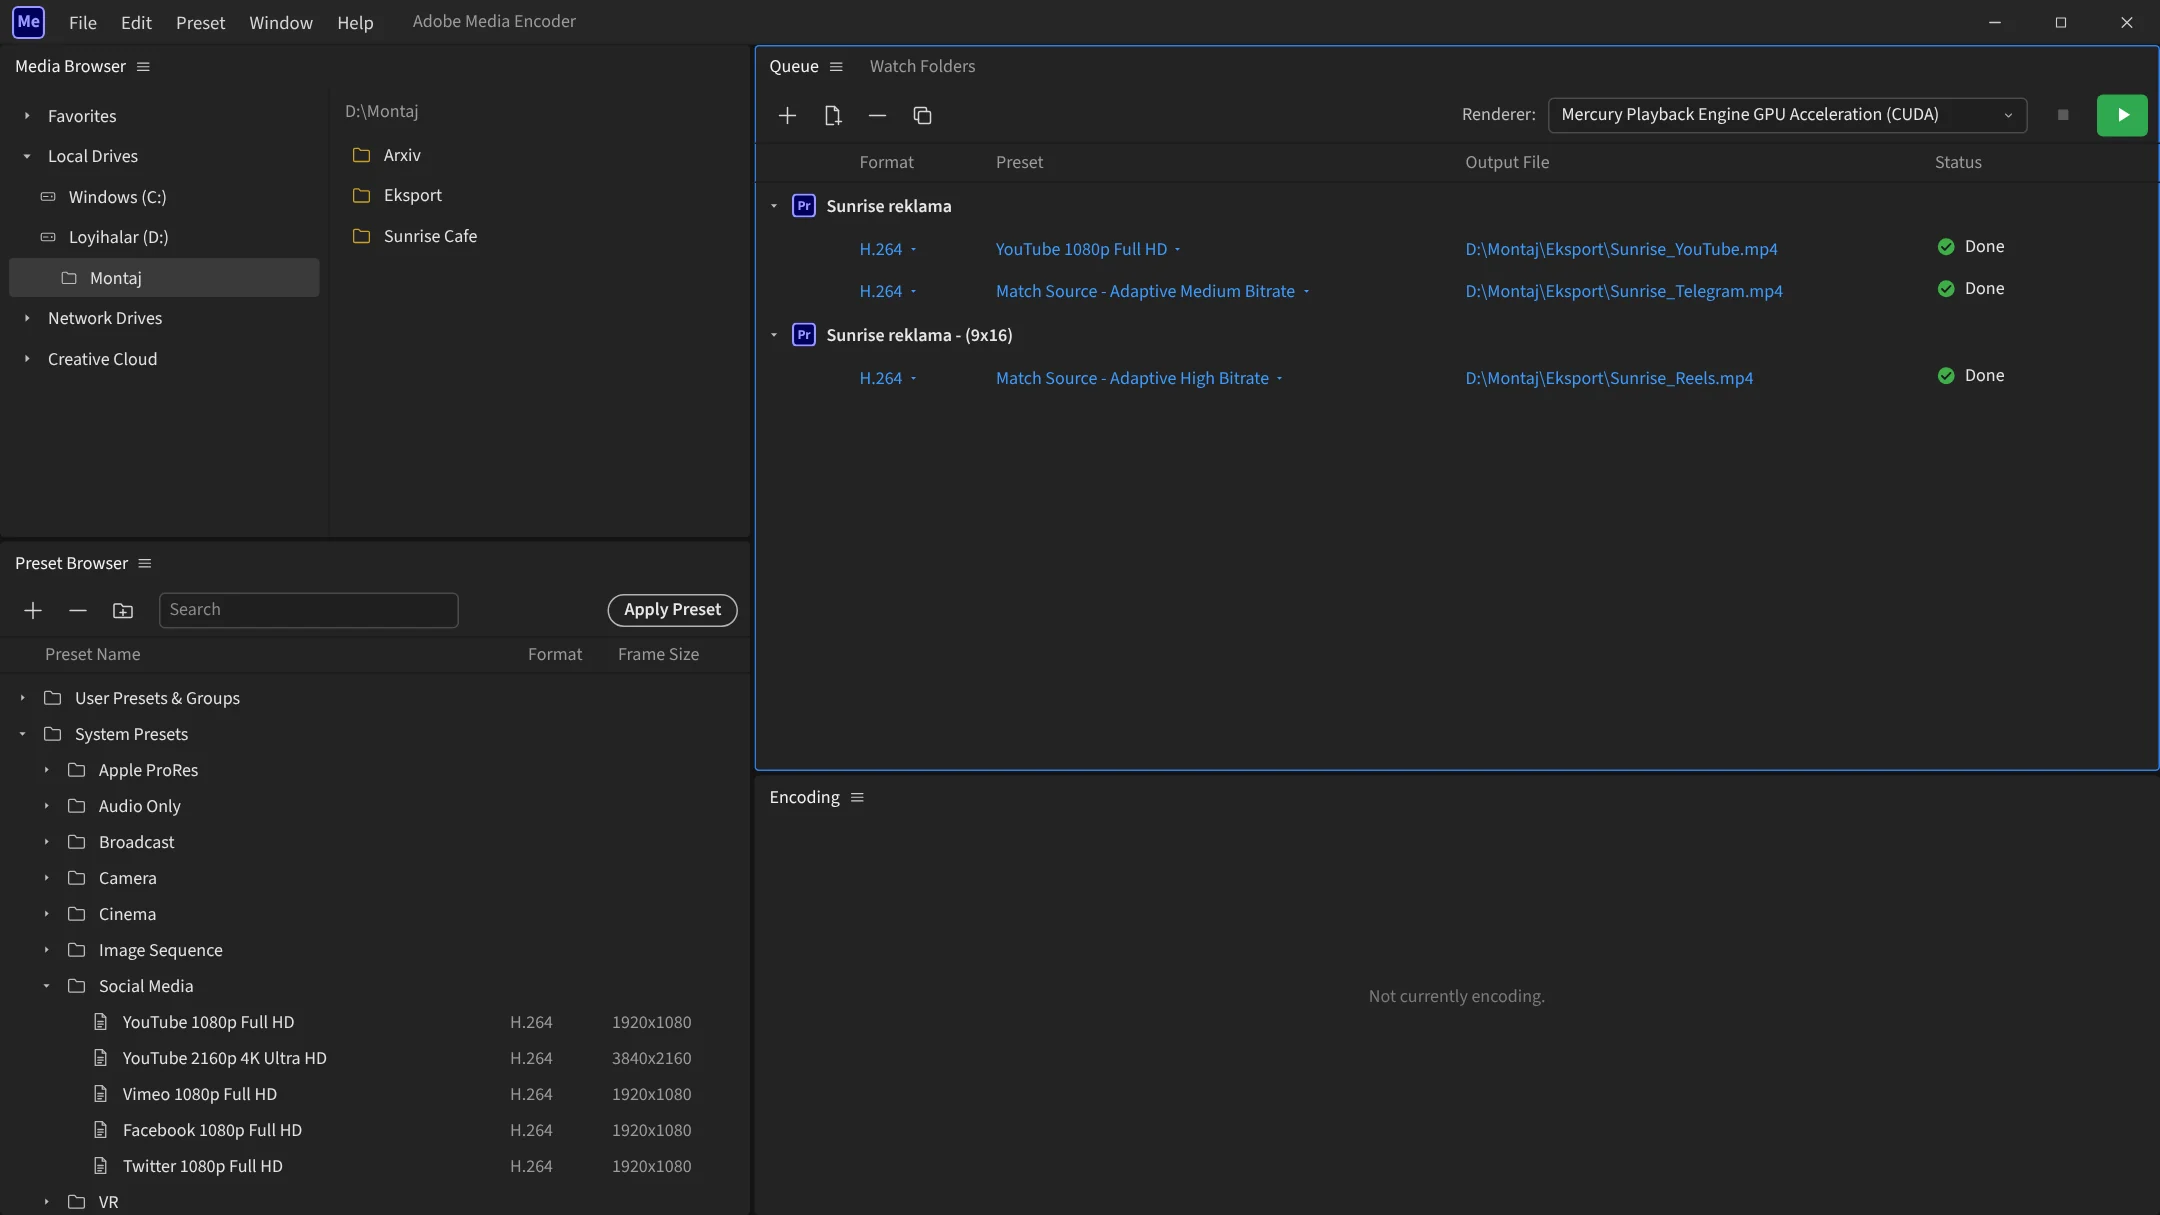 Me File Edit Preset Window Help Adobe Media Encoder
Media Browser
Favorites
Local Drives
Windows (C:)
Loyihalar (D:)
Montaj
Network Drives
Creative Cloud
D:\Montaj
Arxiv
Eksport
Sunrise Cafe
Preset Browser
Search Apply Preset
Preset Name Format Frame Size
User Presets & Groups
System Presets
Apple ProRes
Audio Only
Broadcast
Camera
Cinema
Image Sequence
Social Media
YouTube 1080p Full HD H.264 1920x1080
YouTube 2160p 4K Ultra HD H.264 3840x2160
Vimeo 1080p Full HD H.264 1920x1080
Facebook 1080p Full HD H.264 1920x1080
Twitter 1080p Full HD H.264 1920x1080
VR
Queue Watch Folders
Renderer: Mercury Playback Engine GPU Acceleration (CUDA)
Format Preset Output File Status
Pr Sunrise reklama
H.264 YouTube 1080p Full HD D:\Montaj\Eksport\Sunrise_YouTube.mp4 Done
H.264 Match Source - Adaptive Medium Bitrate D:\Montaj\Eksport\Sunrise_Telegram.mp4 Done
Pr Sunrise reklama - (9x16)
H.264 Match Source - Adaptive High Bitrate D:\Montaj\Eksport\Sunrise_Reels.mp4 Done
Encoding
Not currently encoding.